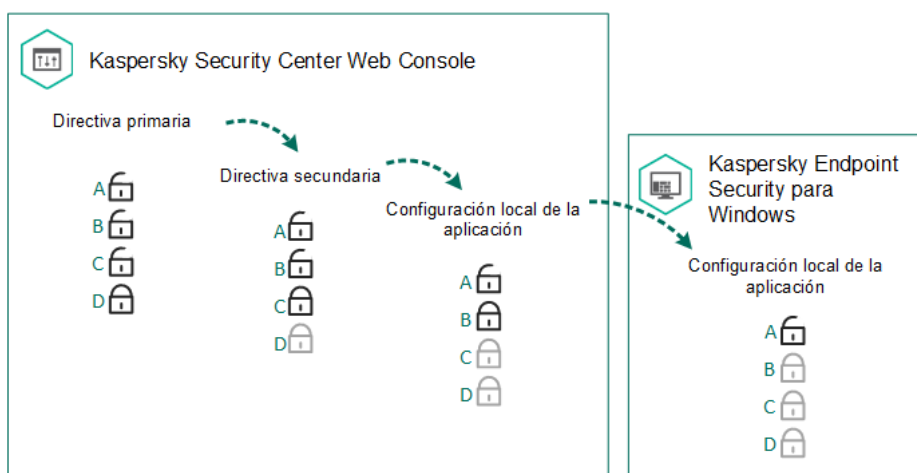 Kaspersky Security Center Web Console
Directiva primaria
A
B
C
D
Directiva secundaria
A
B
C
D
Configuración local de la
aplicación
A
B
C
D
Kaspersky Endpoint
Security para
Windows
Configuración local de la
aplicación
A
B
C
D